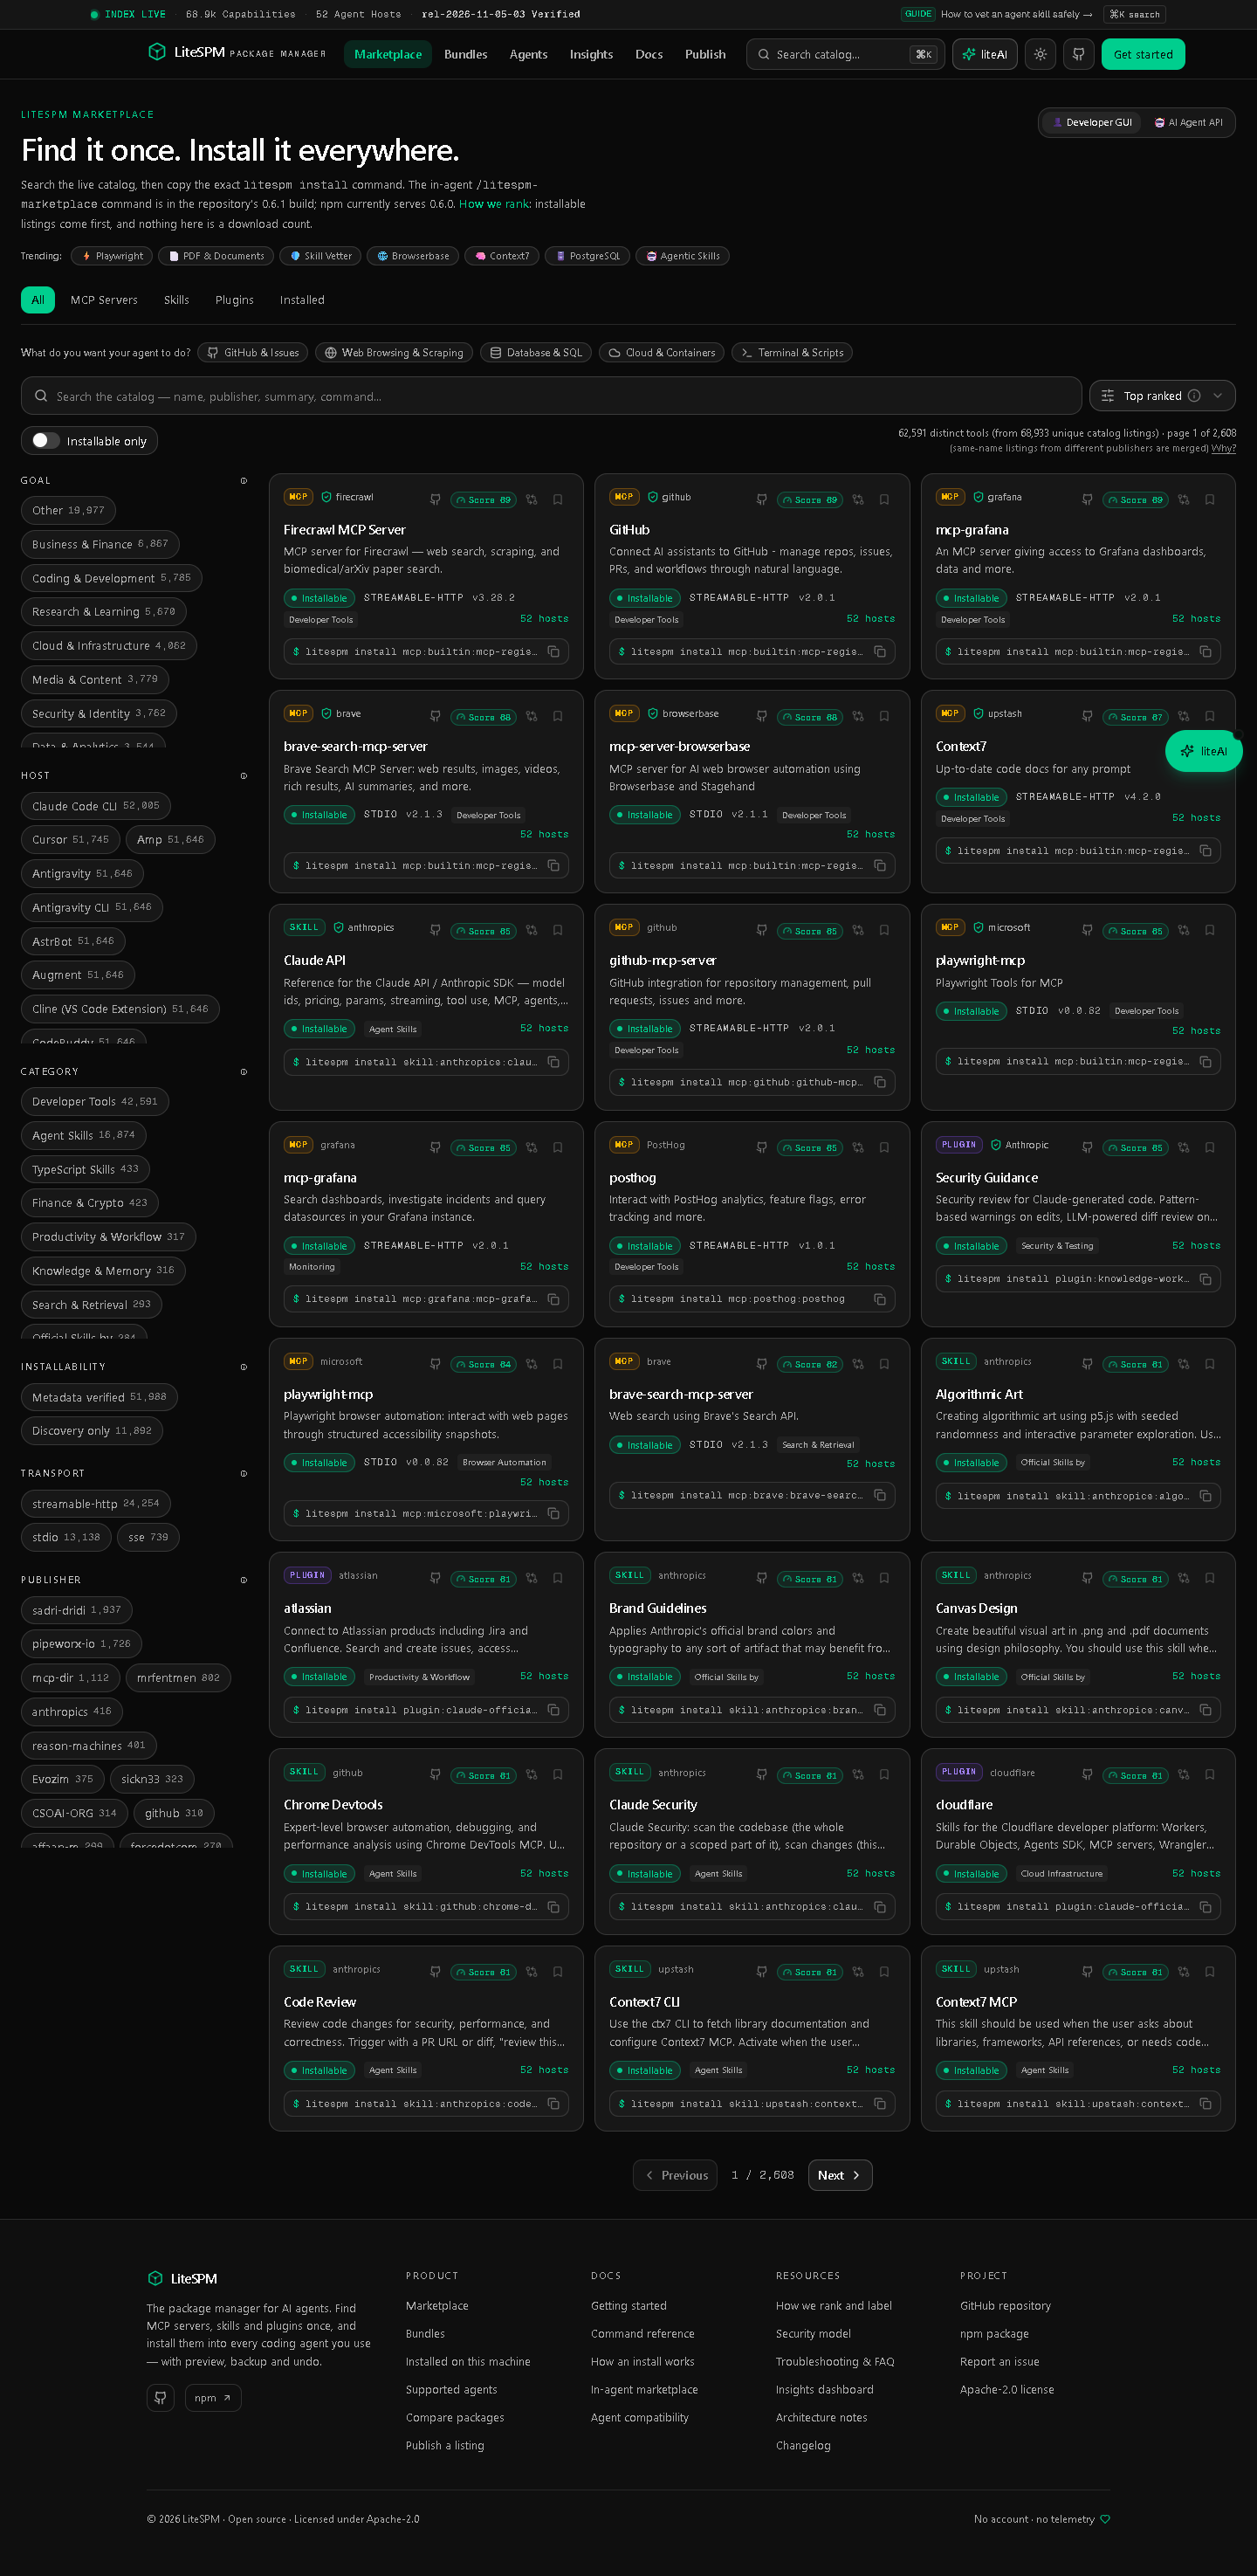 INDEX LIVE · 68.9k Capabilities · 52 Agent Hosts · rel-2026-11-05-03 Verified
GUIDE How to vet an agent skill safely → ⌘K search
LiteSPM PACKAGE MANAGER
Marketplace Bundles Agents Insights Docs Publish
Search catalog... ⌘K
liteAI
Get started
LITESPM MARKETPLACE
Developer GUI AI Agent API
Find it once. Install it everywhere.
Search the live catalog, then copy the exact litespm install command. The in-agent /litespm-
marketplace command is in the repository's 0.6.1 build; npm currently serves 0.6.0. How we rank: installable
listings come first, and nothing here is a download count.
Trending: Playwright PDF & Documents Skill Vetter Browserbase Context7 PostgreSQL Agentic Skills
All MCP Servers Skills Plugins Installed
What do you want your agent to do? GitHub & Issues Web Browsing & Scraping Database & SQL Cloud & Containers Terminal & Scripts
Search the catalog — name, publisher, summary, command...
Top ranked
Installable only
62,591 distinct tools (from 68,933 unique catalog listings) · page 1 of 2,608
(same-name listings from different publishers are merged) Why?
GOAL
Other 19,977
Business & Finance 6,867
Coding & Development 5,785
Research & Learning 5,670
Cloud & Infrastructure 4,062
Media & Content 3,779
Security & Identity 3,762
Data & Analytics 3,544
HOST
Claude Code CLI 52,005
Cursor 51,745
Amp 51,646
Antigravity 51,646
Antigravity CLI 51,646
AstrBot 51,646
Augment 51,646
Cline (VS Code Extension) 51,646
CodeBuddy 51,646
CATEGORY
Developer Tools 42,591
Agent Skills 16,874
TypeScript Skills 433
Finance & Crypto 423
Productivity & Workflow 317
Knowledge & Memory 316
Search & Retrieval 293
Official Skills by 284
INSTALLABILITY
Metadata verified 51,988
Discovery only 11,892
TRANSPORT
streamable-http 24,254
stdio 13,138
sse 739
PUBLISHER
sadri-dridi 1,937
pipeworx-io 1,726
mcp-dir 1,112
mrfentmen 802
anthropics 416
reason-machines 401
Evozim 375
sickn33 323
CSOAI-ORG 314
github 310
affaan-m 299
forcedotcom 270
MCP firecrawl Score 69
Firecrawl MCP Server
MCP server for Firecrawl — web search, scraping, and
biomedical/arXiv paper search.
Installable STREAMABLE-HTTP v3.28.2
Developer Tools 52 hosts
$ litespm install mcp:builtin:mcp-regis…
MCP github Score 69
GitHub
Connect AI assistants to GitHub - manage repos, issues,
PRs, and workflows through natural language.
Installable STREAMABLE-HTTP v2.0.1
Developer Tools 52 hosts
$ litespm install mcp:builtin:mcp-regis…
MCP grafana Score 69
mcp-grafana
An MCP server giving access to Grafana dashboards,
data and more.
Installable STREAMABLE-HTTP v2.0.1
Developer Tools 52 hosts
$ litespm install mcp:builtin:mcp-regis…
MCP brave Score 68
brave-search-mcp-server
Brave Search MCP Server: web results, images, videos,
rich results, AI summaries, and more.
Installable STDIO v2.1.3 Developer Tools
52 hosts
$ litespm install mcp:builtin:mcp-regis…
MCP browserbase Score 68
mcp-server-browserbase
MCP server for AI web browser automation using
Browserbase and Stagehand
Installable STDIO v2.1.1 Developer Tools
52 hosts
$ litespm install mcp:builtin:mcp-regis…
MCP upstash Score 67
Context7
Up-to-date code docs for any prompt
Installable STREAMABLE-HTTP v4.2.0
Developer Tools 52 hosts
$ litespm install mcp:builtin:mcp-regis…
liteAI
SKILL anthropics Score 65
Claude API
Reference for the Claude API / Anthropic SDK — model
ids, pricing, params, streaming, tool use, MCP, agents,…
Installable Agent Skills 52 hosts
$ litespm install skill:anthropics:clau…
MCP github Score 65
github-mcp-server
GitHub integration for repository management, pull
requests, issues and more.
Installable STREAMABLE-HTTP v2.0.1
Developer Tools 52 hosts
$ litespm install mcp:github:github-mcp…
MCP microsoft Score 65
playwright-mcp
Playwright Tools for MCP
Installable STDIO v0.0.82 Developer Tools
52 hosts
$ litespm install mcp:builtin:mcp-regis…
MCP grafana Score 65
mcp-grafana
Search dashboards, investigate incidents and query
datasources in your Grafana instance.
Installable STREAMABLE-HTTP v2.0.1
Monitoring 52 hosts
$ litespm install mcp:grafana:mcp-grafa…
MCP PostHog Score 65
posthog
Interact with PostHog analytics, feature flags, error
tracking and more.
Installable STREAMABLE-HTTP v1.0.1
Developer Tools 52 hosts
$ litespm install mcp:posthog:posthog
PLUGIN Anthropic Score 65
Security Guidance
Security review for Claude-generated code. Pattern-
based warnings on edits, LLM-powered diff review on…
Installable Security & Testing 52 hosts
$ litespm install plugin:knowledge-work…
MCP microsoft Score 64
playwright-mcp
Playwright browser automation: interact with web pages
through structured accessibility snapshots.
Installable STDIO v0.0.82 Browser Automation
52 hosts
$ litespm install mcp:microsoft:playwri…
MCP brave Score 62
brave-search-mcp-server
Web search using Brave's Search API.
Installable STDIO v2.1.3 Search & Retrieval
52 hosts
$ litespm install mcp:brave:brave-searc…
SKILL anthropics Score 61
Algorithmic Art
Creating algorithmic art using p5.js with seeded
randomness and interactive parameter exploration. Us…
Installable Official Skills by 52 hosts
$ litespm install skill:anthropics:algo…
PLUGIN atlassian Score 61
atlassian
Connect to Atlassian products including Jira and
Confluence. Search and create issues, access…
Installable Productivity & Workflow 52 hosts
$ litespm install plugin:claude-officia…
SKILL anthropics Score 61
Brand Guidelines
Applies Anthropic's official brand colors and
typography to any sort of artifact that may benefit fro…
Installable Official Skills by 52 hosts
$ litespm install skill:anthropics:bran…
SKILL anthropics Score 61
Canvas Design
Create beautiful visual art in .png and .pdf documents
using design philosophy. You should use this skill whe…
Installable Official Skills by 52 hosts
$ litespm install skill:anthropics:canv…
SKILL github Score 61
Chrome Devtools
Expert-level browser automation, debugging, and
performance analysis using Chrome DevTools MCP. U…
Installable Agent Skills 52 hosts
$ litespm install skill:github:chrome-d…
SKILL anthropics Score 61
Claude Security
Claude Security: scan the codebase (the whole
repository or a scoped part of it), scan changes (this…
Installable Agent Skills 52 hosts
$ litespm install skill:anthropics:clau…
PLUGIN cloudflare Score 61
cloudflare
Skills for the Cloudflare developer platform: Workers,
Durable Objects, Agents SDK, MCP servers, Wrangler…
Installable Cloud Infrastructure 52 hosts
$ litespm install plugin:claude-officia…
SKILL anthropics Score 61
Code Review
Review code changes for security, performance, and
correctness. Trigger with a PR URL or diff, "review this…
Installable Agent Skills 52 hosts
$ litespm install skill:anthropics:code…
SKILL upstash Score 61
Context7 CLI
Use the ctx7 CLI to fetch library documentation and
configure Context7 MCP. Activate when the user…
Installable Agent Skills 52 hosts
$ litespm install skill:upstash:context…
SKILL upstash Score 61
Context7 MCP
This skill should be used when the user asks about
libraries, frameworks, API references, or needs code…
Installable Agent Skills 52 hosts
$ litespm install skill:upstash:context…
Previous 1 / 2,608 Next
LiteSPM
The package manager for AI agents. Find
MCP servers, skills and plugins once, and
install them into every coding agent you use
— with preview, backup and undo.
npm
PRODUCT
Marketplace
Bundles
Installed on this machine
Supported agents
Compare packages
Publish a listing
DOCS
Getting started
Command reference
How an install works
In-agent marketplace
Agent compatibility
RESOURCES
How we rank and label
Security model
Troubleshooting & FAQ
Insights dashboard
Architecture notes
Changelog
PROJECT
GitHub repository
npm package
Report an issue
Apache-2.0 license
© 2026 LiteSPM · Open source · Licensed under Apache-2.0
No account · no telemetry